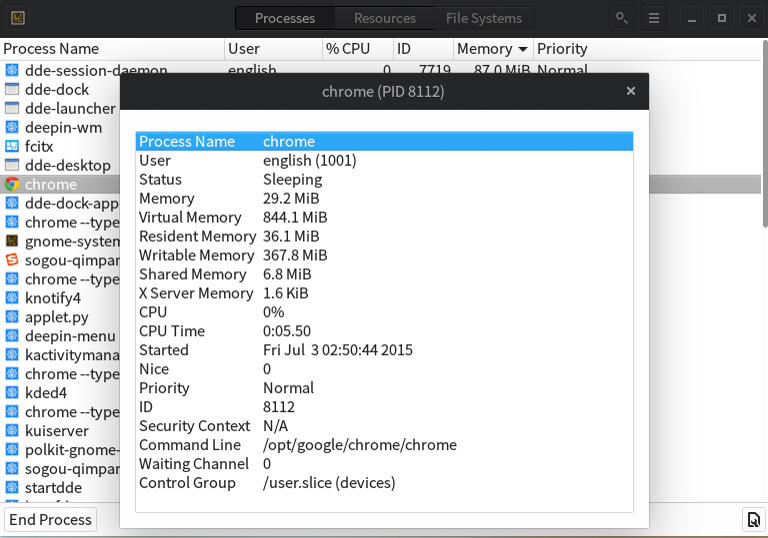 Processes Resources File Systems
Process Name User % CPU ID Memory Priority
dde-session-daemon english 0 7719 87.0 MiB Normal
dde-dock
dde-launcher
deepin-wm
fcitx
dde-desktop
chrome
dde-dock-app
chrome --type
gnome-system
sogou-qimpan
chrome --type
knotify4
applet.py
deepin-menu
kactivitymana
chrome --type
kded4
chrome --type
kuiserver
polkit-gnome-
sogou-qimpan
startdde
End Process
chrome (PID 8112)
Process Name chrome
User english (1001)
Status Sleeping
Memory 29.2 MiB
Virtual Memory 844.1 MiB
Resident Memory 36.1 MiB
Writable Memory 367.8 MiB
Shared Memory 6.8 MiB
X Server Memory 1.6 KiB
CPU 0%
CPU Time 0:05.50
Started Fri Jul  3 02:50:44 2015
Nice 0
Priority Normal
ID 8112
Security Context N/A
Command Line /opt/google/chrome/chrome
Waiting Channel 0
Control Group /user.slice (devices)